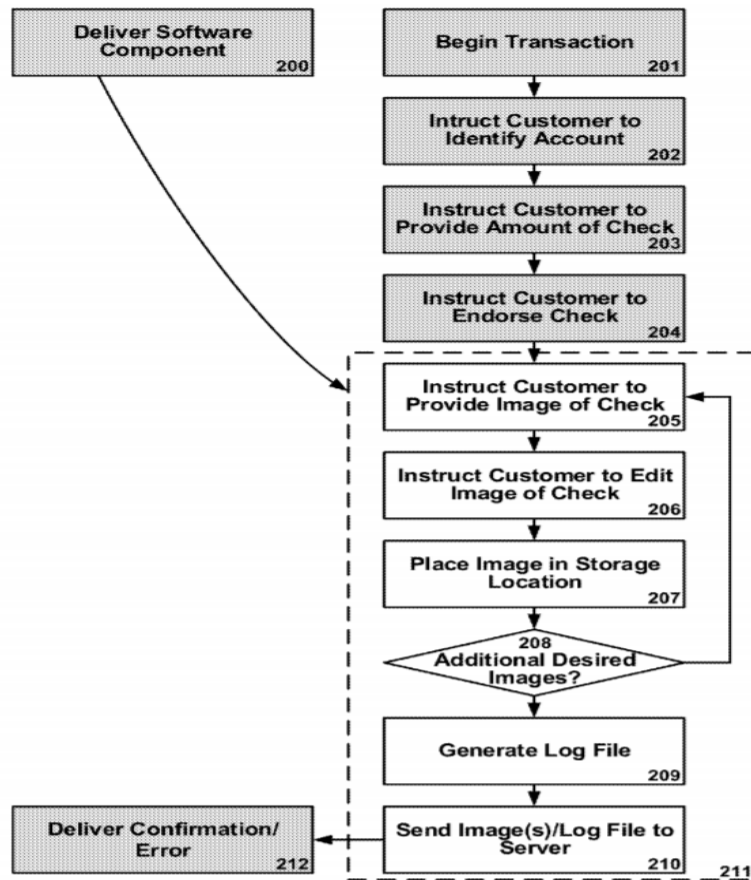 Deliver Software
Component
200
Begin Transaction
201
Intruct Customer to
Identify Account
202
Instruct Customer to
Provide Amount of Check
203
Instruct Customer to
Endorse Check
204
Instruct Customer to
Provide Image of Check
205
Instruct Customer to Edit
Image of Check
206
Place Image in Storage
Location
207
208
Additional Desired
Images?
Generate Log File
209
Send Image(s)/Log File to
Server
210
211
Deliver Confirmation/
Error
212